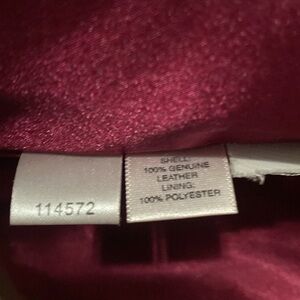 114572
SHELL:
100% GENUINE
LEATHER
LINING:
100% POLYESTER